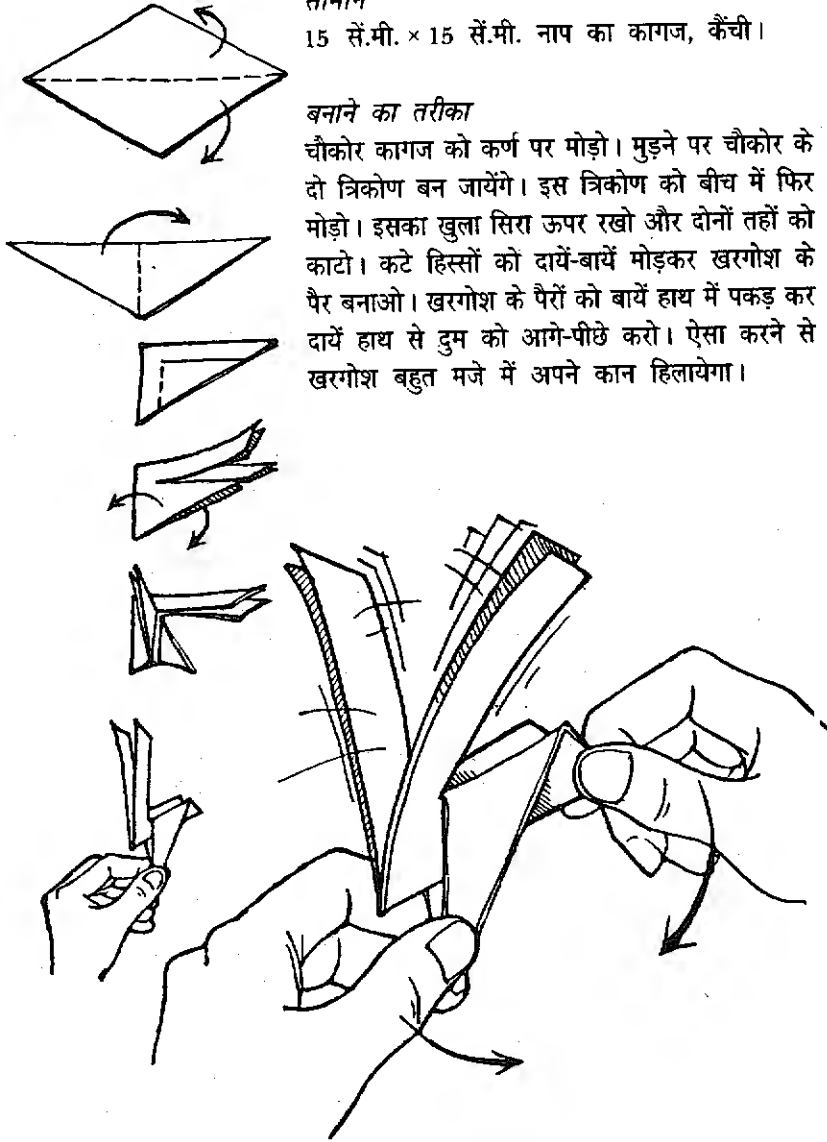 सामान
15 सें.मी. × 15 सें.मी. नाप का कागज, कैंची।
बनाने का तरीका
चौकोर कागज को कर्ण पर मोड़ो। मुड़ने पर चौकोर के
दो त्रिकोण बन जायेंगे। इस त्रिकोण को बीच में फिर
मोड़ो। इसका खुला सिरा ऊपर रखो और दोनों तहों को
काटो। कटे हिस्सों को दायें-बायें मोड़कर खरगोश के
पैर बनाओ। खरगोश के पैरों को बायें हाथ में पकड़ कर
दायें हाथ से दुम को आगे-पीछे करो। ऐसा करने से
खरगोश बहुत मजे में अपने कान हिलायेगा।